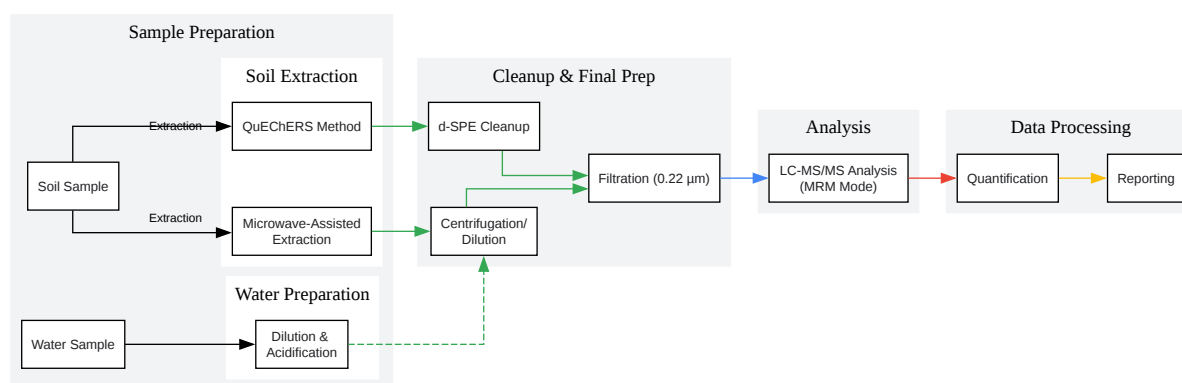 Sample Preparation
Soil Extraction
Cleanup & Final Prep
QuEChERS Method
d-SPE Cleanup
Analysis
Data Processing
Extraction
Soil Sample
Filtration (0.22 µm)
LC-MS/MS Analysis
(MRM Mode)
Quantification
Reporting
Extraction
Microwave-Assisted
Extraction
Centrifugation/
Dilution
Water Preparation
Water Sample
Dilution &
Acidification